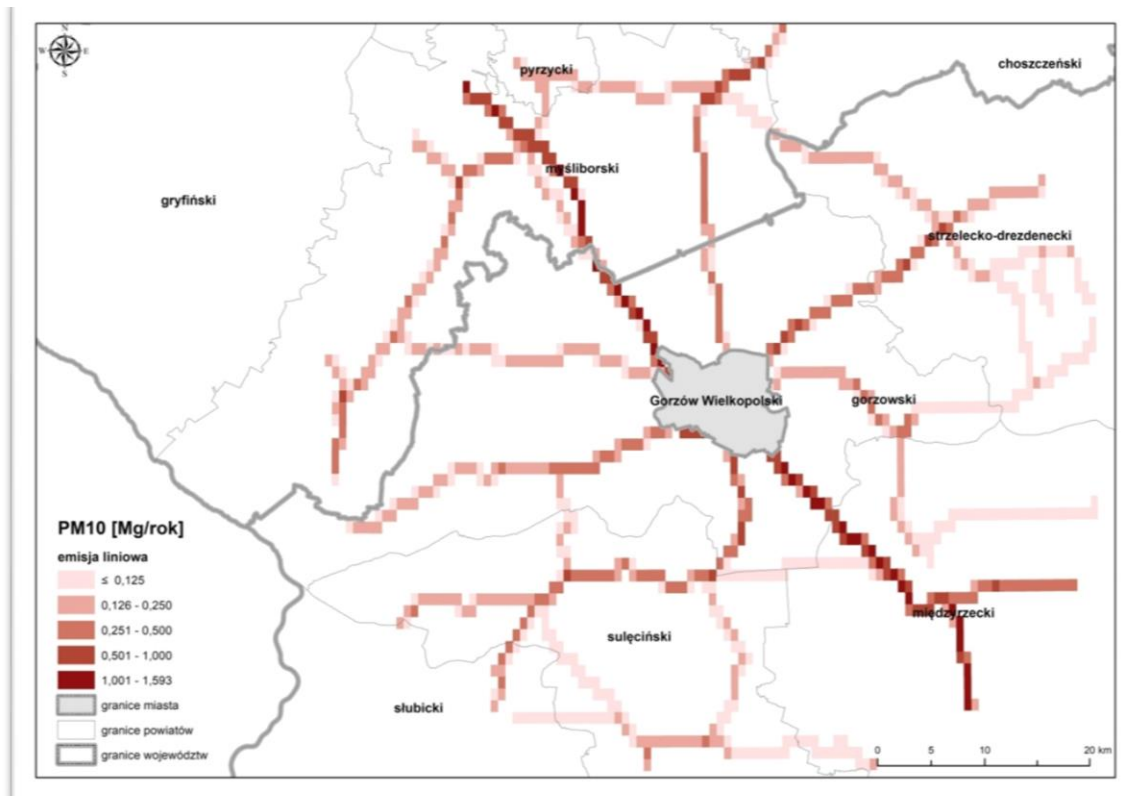 N
W E
S
pyrzycki
choszczeński
myśliborski
gryfiński
strzelecko-drezdenecki
Gorzów Wielkopolski
gorzowski
PM10 [Mg/rok]
emisja liniowa
≤ 0,125
0,126 - 0,250
0,251 - 0,500
0,501 - 1,000
1,001 - 1,593
granice miasta
granice powiatów
granice województw
międzyrzecki
sulęciński
słubicki
0 5 10 20 km